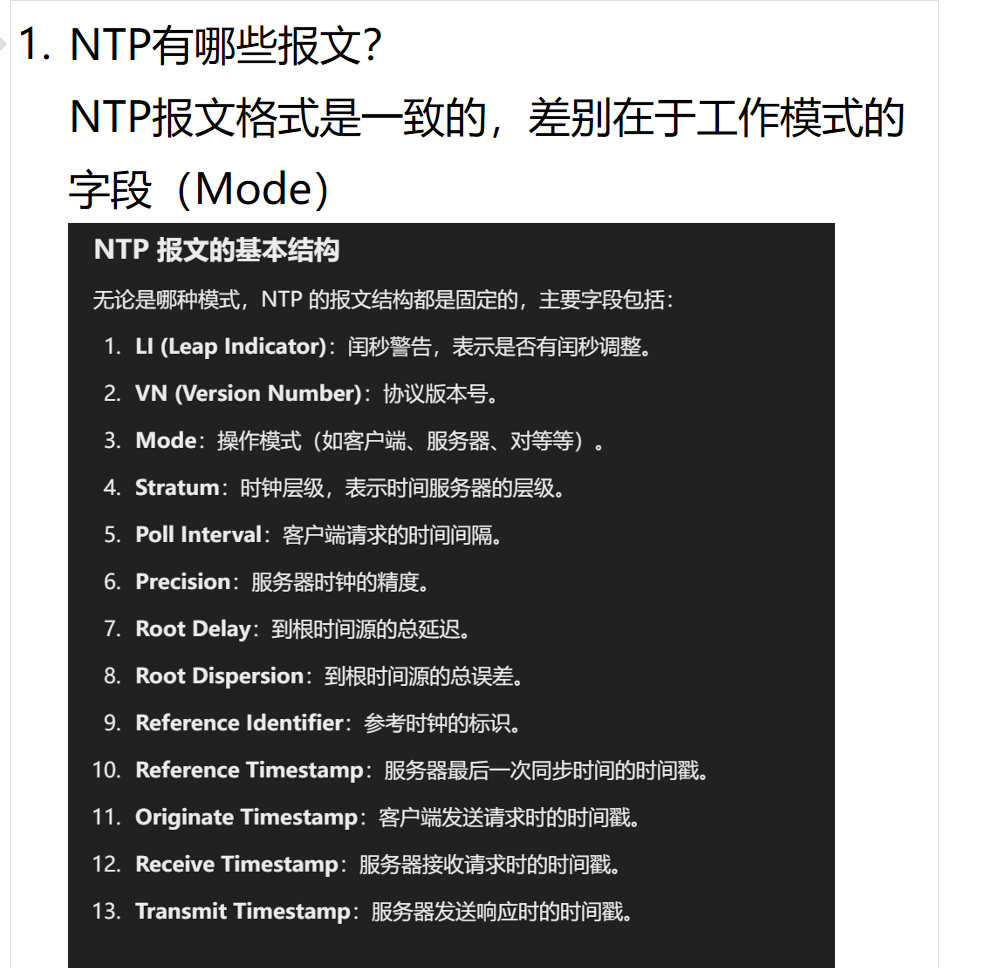 1. NTP有哪些报文？
NTP报文格式是一致的，差别在于工作模式的
字段（Mode）
NTP 报文的基本结构
无论是哪种模式，NTP 的报文结构都是固定的，主要字段包括：
1. LI (Leap Indicator)：闰秒警告，表示是否有闰秒调整。
2. VN (Version Number)：协议版本号。
3. Mode：操作模式（如客户端、服务器、对等等）。
4. Stratum：时钟层级，表示时间服务器的层级。
5. Poll Interval：客户端请求的时间间隔。
6. Precision：服务器时钟的精度。
7. Root Delay：到根时间源的总延迟。
8. Root Dispersion：到根时间源的总误差。
9. Reference Identifier：参考时钟的标识。
10. Reference Timestamp：服务器最后一次同步时间的时间戳。
11. Originate Timestamp：客户端发送请求时的时间戳。
12. Receive Timestamp：服务器接收请求时的时间戳。
13. Transmit Timestamp：服务器发送响应时的时间戳。